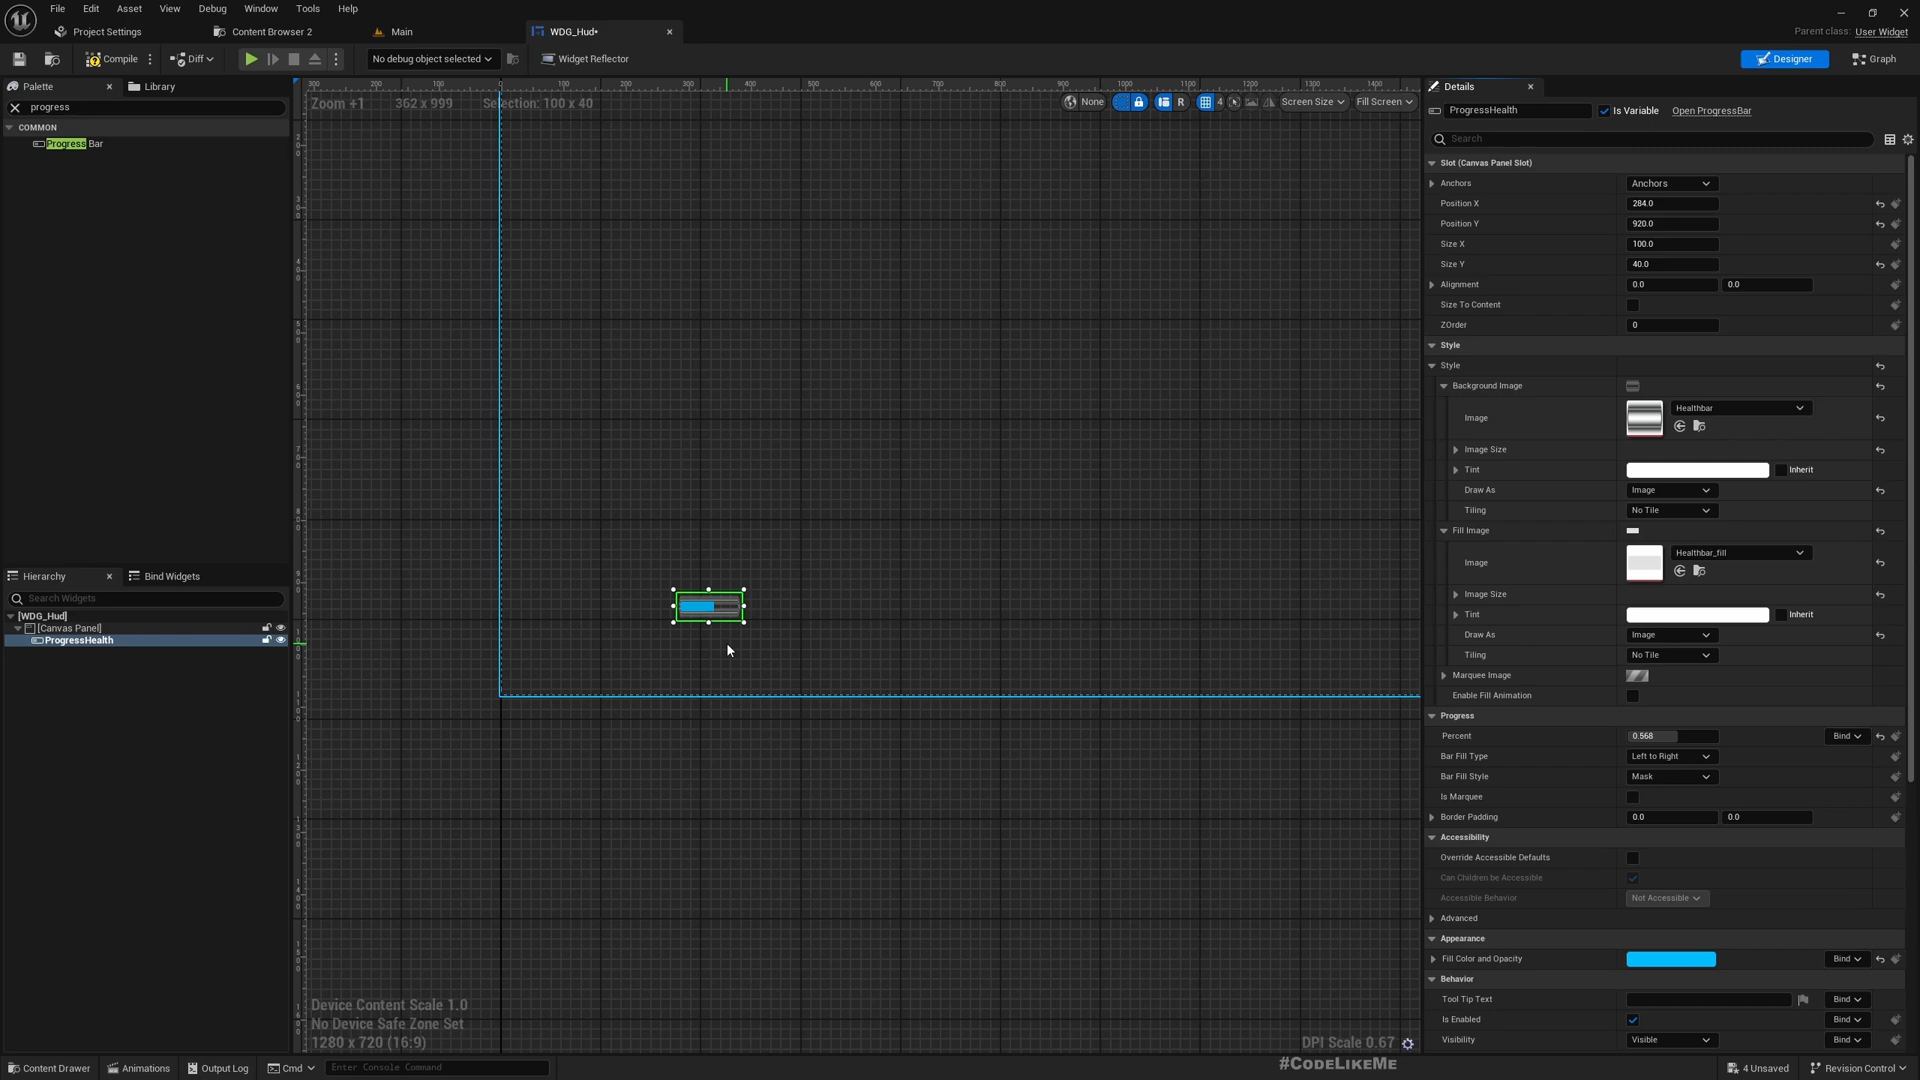 File Edit Asset View Debug Window Tools Help
Project Settings Content Browser 2 Main WDG_Hud•
Parent class: User Widget
Compile Diff No debug object selected Widget Reflector Designer Graph
Palette Library
progress
COMMON
Progress Bar
Hierarchy Bind Widgets
Search Widgets
[WDG_Hud]
[Canvas Panel]
ProgressHealth
Zoom +1 362 x 999 Selection: 100 x 40
None R 4 Screen Size Fill Screen
Device Content Scale 1.0
No Device Safe Zone Set
1280 x 720 (16:9)
DPI Scale 0.67
#CodeLikeMe
Details
ProgressHealth Is Variable Open ProgressBar
Search
Slot (Canvas Panel Slot)
Anchors Anchors
Position X 284.0
Position Y 920.0
Size X 100.0
Size Y 40.0
Alignment 0.0 0.0
Size To Content
ZOrder 0
Style
Style
Background Image
Image Healthbar
Image Size
Tint Inherit
Draw As Image
Tiling No Tile
Fill Image
Image Healthbar_fill
Image Size
Tint Inherit
Draw As Image
Tiling No Tile
Marquee Image
Enable Fill Animation
Progress
Percent 0.568 Bind
Bar Fill Type Left to Right
Bar Fill Style Mask
Is Marquee
Border Padding 0.0 0.0
Accessibility
Override Accessible Defaults
Can Children be Accessible
Accessible Behavior Not Accessible
Advanced
Appearance
Fill Color and Opacity Bind
Behavior
Tool Tip Text Bind
Is Enabled Bind
Visibility Visible Bind
Content Drawer Animations Output Log Cmd Enter Console Command 4 Unsaved Revision Control